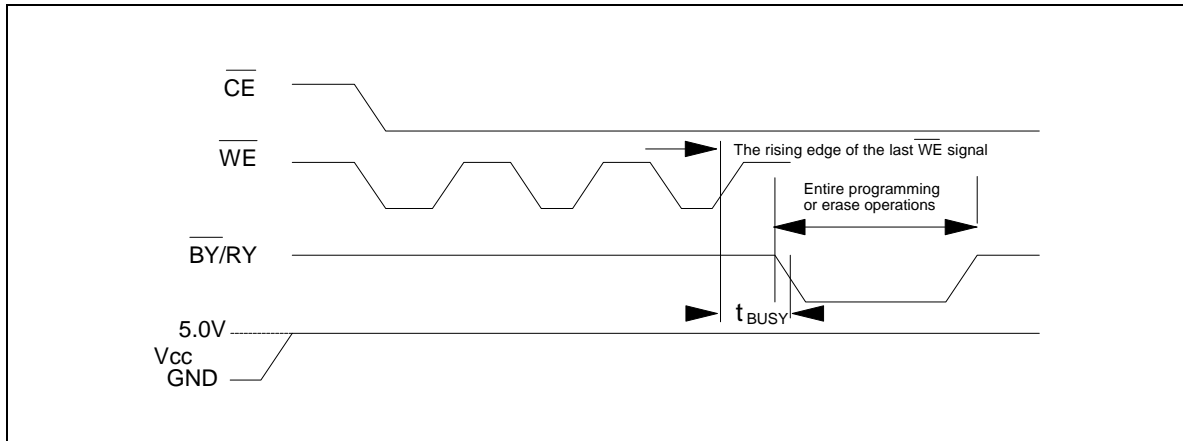 CE
WE
The rising edge of the last WE signal
Entire programming
or erase operations
BY/RY
tBUSY
5.0V
Vcc
GND